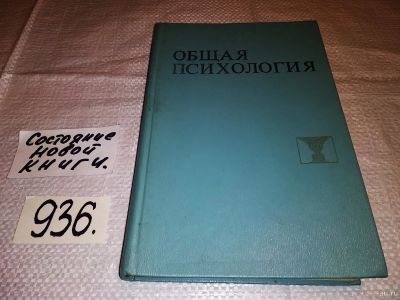 ОБЩАЯ
ПСИХОЛОГИЯ
Состояние
новой
книги.
936.